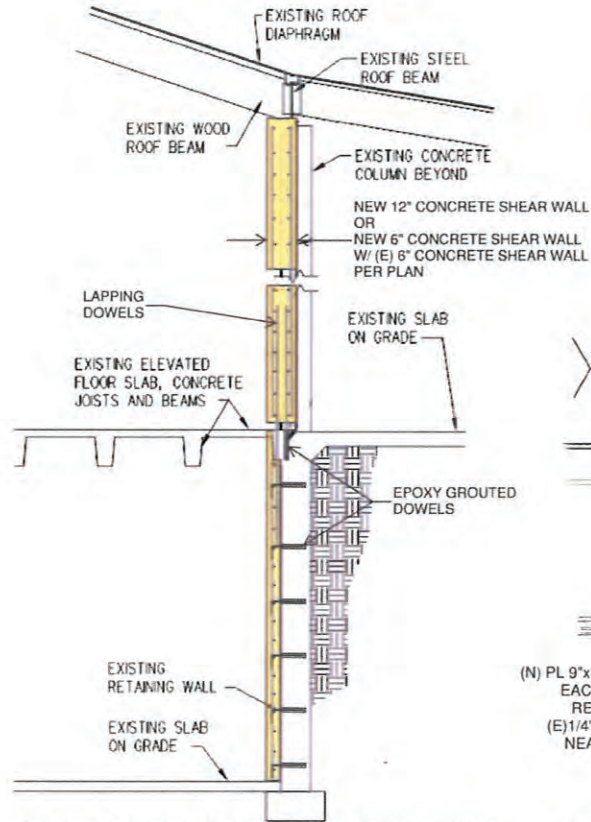 EXISTING ROOF
DIAPHRAGM
EXISTING STEEL
ROOF BEAM
EXISTING WOOD
ROOF BEAM
EXISTING CONCRETE
COLUMN BEYOND
NEW 12" CONCRETE SHEAR WALL
OR
NEW 6" CONCRETE SHEAR WALL
W/ (E) 6" CONCRETE SHEAR WALL
PER PLAN
LAPPING
DOWELS
EXISTING SLAB
ON GRADE
EXISTING ELEVATED
FLOOR SLAB, CONCRETE
JOISTS AND BEAMS
EPOXY GROUTED
DOWELS
EXISTING
RETAINING WALL
EXISTING SLAB
ON GRADE
(N) PL 9"x
EAC
RE
(E)1/4"
NEA